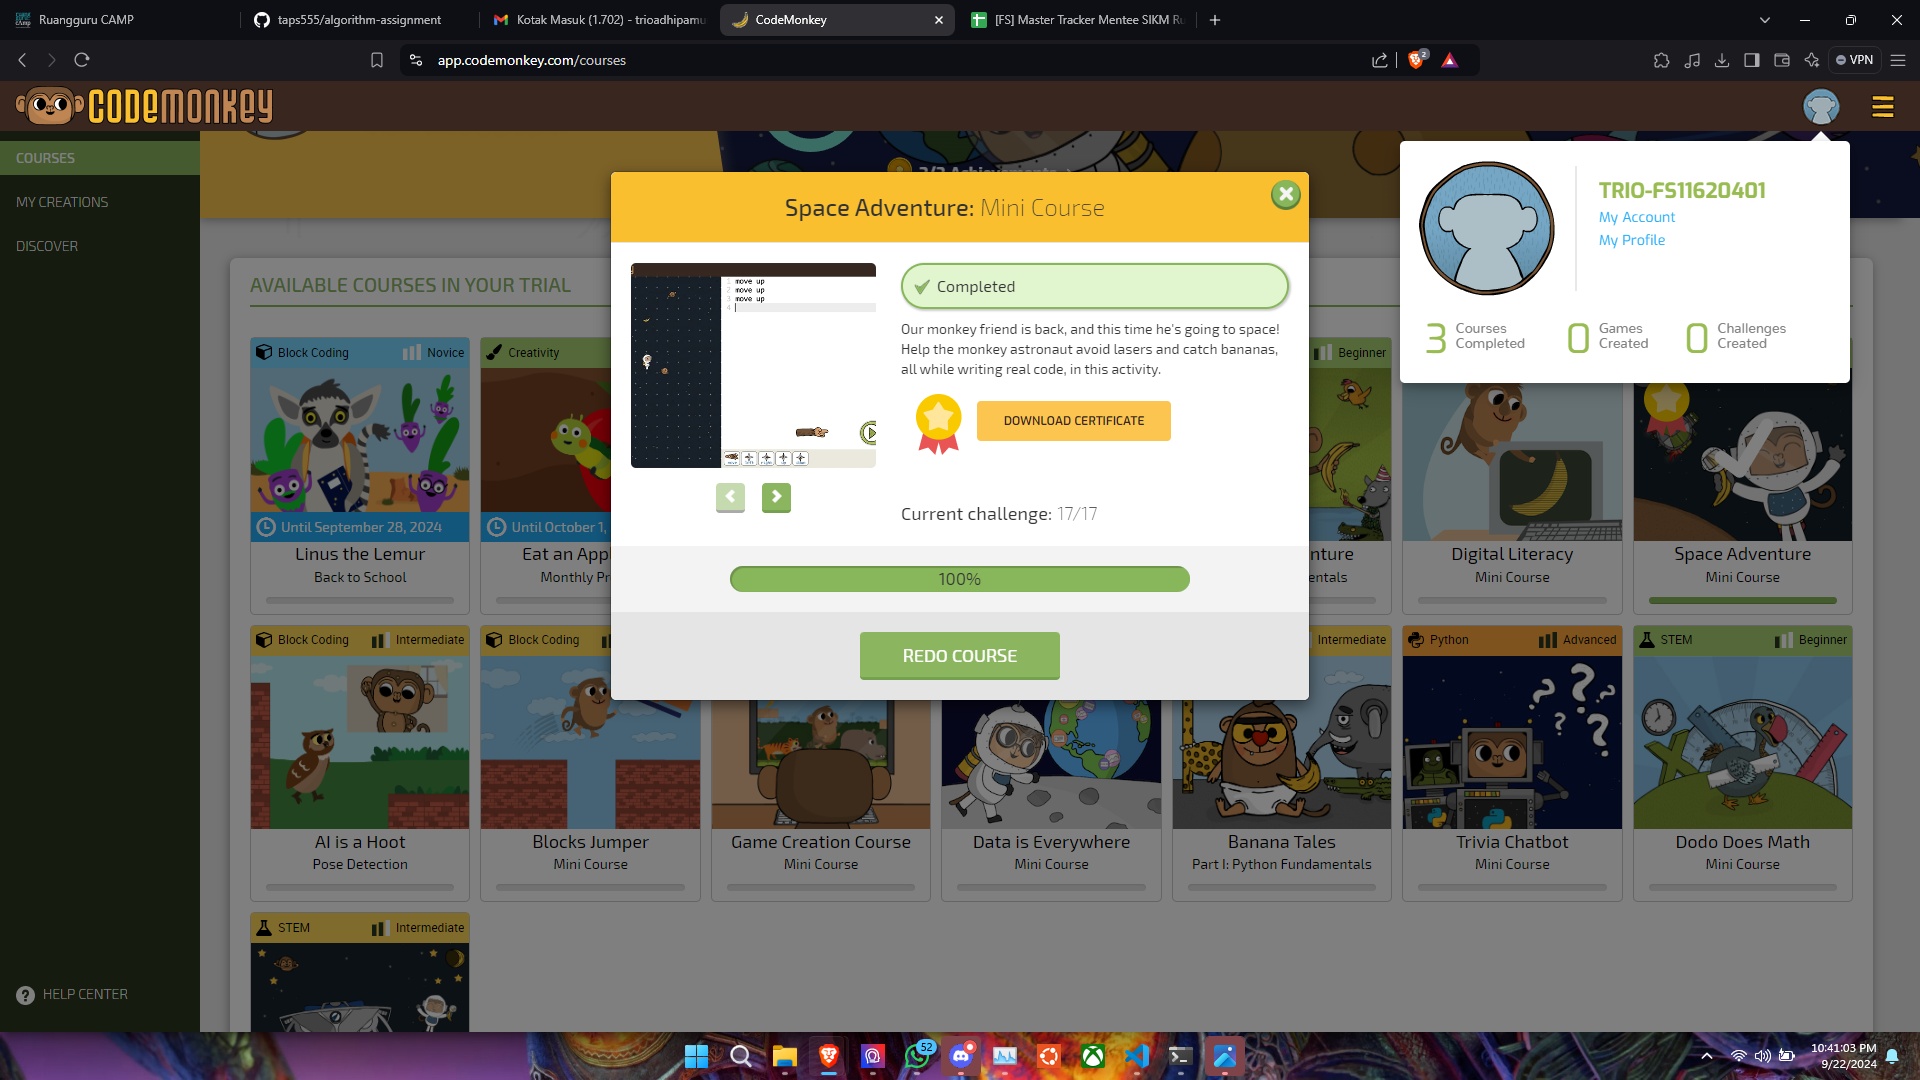 Ruangguru CAMP
taps555/algorithm-assignment
Kotak Masuk (1.702) - trioadhipamu
CodeMonkey
[FS] Master Tracker Mentee SIKM Ru
app.codemonkey.com/courses
2
VPN
CODEMONKEY
COURSES
MY CREATIONS
DISCOVER
HELP CENTER
AVAILABLE COURSES IN YOUR TRIAL
TRIO-FS11620401
My Account
My Profile
3 Courses Completed
0 Games Created
0 Challenges Created
Space Adventure: Mini Course
1 move up
2 move up
3 move up
4
Completed
Our monkey friend is back, and this time he's going to space!
Help the monkey astronaut avoid lasers and catch bananas,
all while writing real code, in this activity.
DOWNLOAD CERTIFICATE
Current challenge: 17/17
100%
REDO COURSE
Block Coding Novice
Until September 28, 2024
Linus the Lemur
Back to School
Creativity
Until October 1,
Eat an App
Monthly Pr
Beginner
nture
entals
Digital Literacy
Mini Course
Space Adventure
Mini Course
Block Coding Intermediate
AI is a Hoot
Pose Detection
Block Coding
Blocks Jumper
Mini Course
Game Creation Course
Mini Course
Data is Everywhere
Mini Course
Intermediate
Banana Tales
Part I: Python Fundamentals
Python Advanced
Trivia Chatbot
Mini Course
STEM Beginner
Dodo Does Math
Mini Course
STEM Intermediate
52
10:41:03 PM
9/22/2024